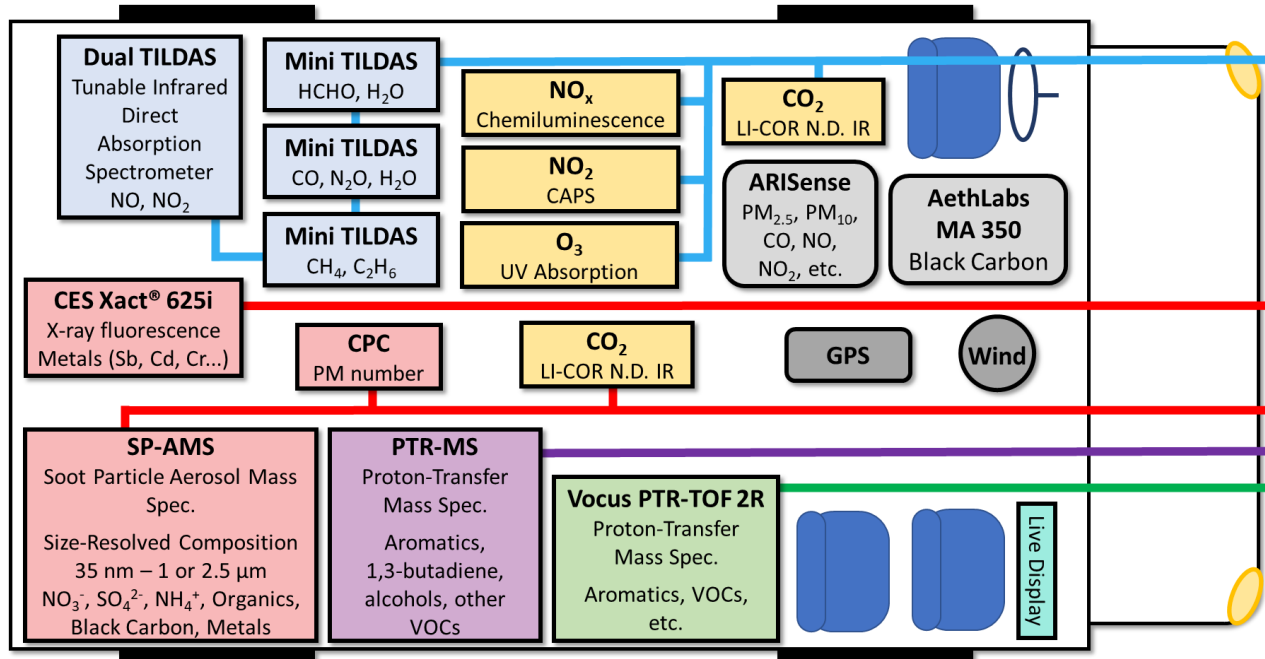 Dual TILDAS
Tunable Infrared
Direct
Absorption
Spectrometer
NO, NO₂
Mini TILDAS
HCHO, H₂O
Mini TILDAS
CO, N₂O, H₂O
Mini TILDAS
CH₄, C₂H₆
NOₓ
Chemiluminescence
NO₂
CAPS
O₃
UV Absorption
CO₂
LI-COR N.D. IR
ARISense
PM₂.₅, PM₁₀,
CO, NO,
NO₂, etc.
AethLabs
MA 350
Black Carbon
CES Xact® 625i
X-ray fluorescence
Metals (Sb, Cd, Cr...)
CPC
PM number
CO₂
LI-COR N.D. IR
GPS
Wind
SP-AMS
Soot Particle Aerosol Mass
Spec.
Size-Resolved Composition
35 nm – 1 or 2.5 μm
NO₃⁻, SO₄²⁻, NH₄⁺, Organics,
Black Carbon, Metals
PTR-MS
Proton-Transfer
Mass Spec.
Aromatics,
1,3-butadiene,
alcohols, other
VOCs
Vocus PTR-TOF 2R
Proton-Transfer
Mass Spec.
Aromatics, VOCs,
etc.
Live Display